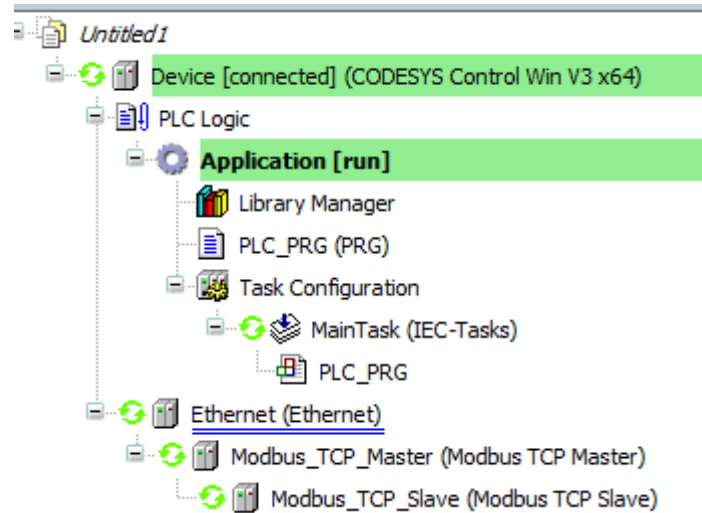 Untitled1
Device [connected] (CODESYS Control Win V3 x64)
PLC Logic
Application [run]
Library Manager
PLC_PRG (PRG)
Task Configuration
MainTask (IEC-Tasks)
PLC_PRG
Ethernet (Ethernet)
Modbus_TCP_Master (Modbus TCP Master)
Modbus_TCP_Slave (Modbus TCP Slave)